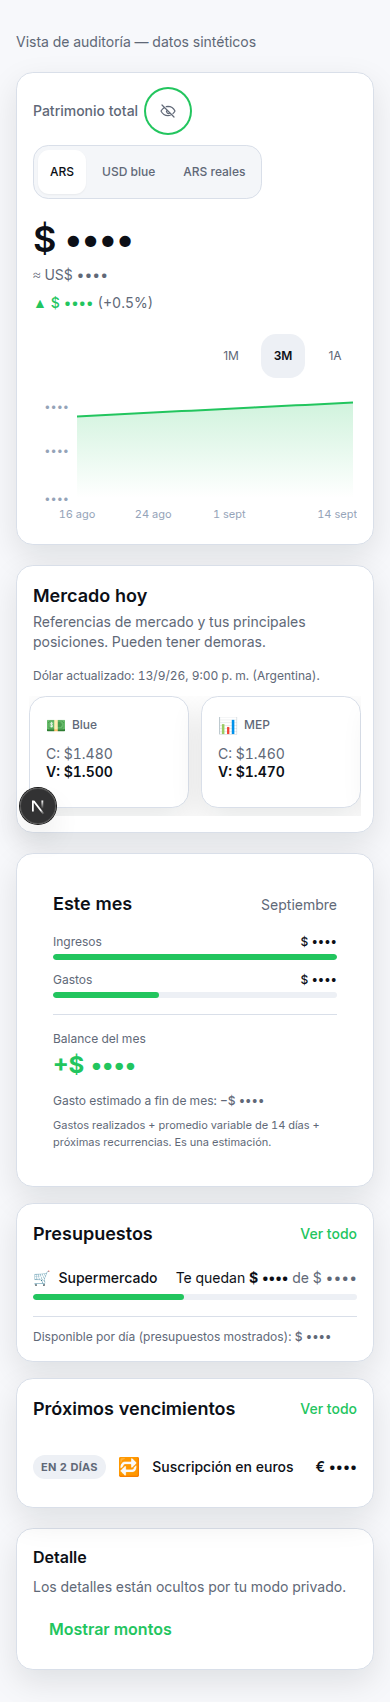 Vista de auditoría — datos sintéticos
Patrimonio total
ARS USD blue ARS reales
$ ••••
≈ US$ ••••
▲ $ •••• (+0.5%)
1M 3M 1A
••••
••••
••••
16 ago 24 ago 1 sept 14 sept
Mercado hoy
Referencias de mercado y tus principales
posiciones. Pueden tener demoras.
Dólar actualizado: 13/9/26, 9:00 p. m. (Argentina).
Blue
C: $1.480
V: $1.500
MEP
C: $1.460
V: $1.470
N
Este mes Septiembre
Ingresos $ ••••
Gastos $ ••••
Balance del mes
+$ ••••
Gasto estimado a fin de mes: −$ ••••
Gastos realizados + promedio variable de 14 días +
próximas recurrencias. Es una estimación.
Presupuestos Ver todo
Supermercado Te quedan $ •••• de $ ••••
Disponible por día (presupuestos mostrados): $ ••••
Próximos vencimientos Ver todo
EN 2 DÍAS Suscripción en euros € ••••
Detalle
Los detalles están ocultos por tu modo privado.
Mostrar montos